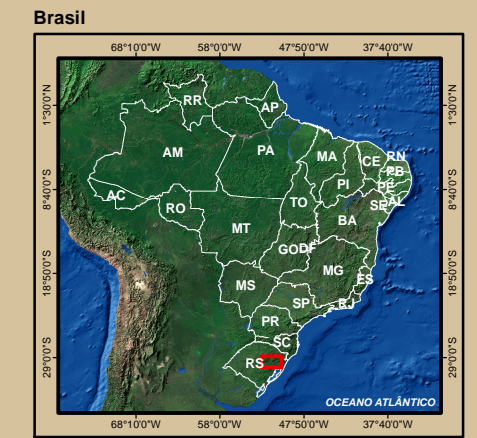 Brasil
68°10'0"W 58°0'0"W 47°50'0"W 37°40'0"W
1°30'0"N 1°30'0"N
RR AP
AM PA MA CE RN
PB
PI PE
AC RO TO SE AL
BA
MT
GO DF
MG
MS ES
SP RJ
PR
SC
RS
8°40'0"S 8°40'0"S
18°50'0"S 18°50'0"S
29°0'0"S 29°0'0"S
OCEANO ATLÂNTICO
68°10'0"W 58°0'0"W 47°50'0"W 37°40'0"W